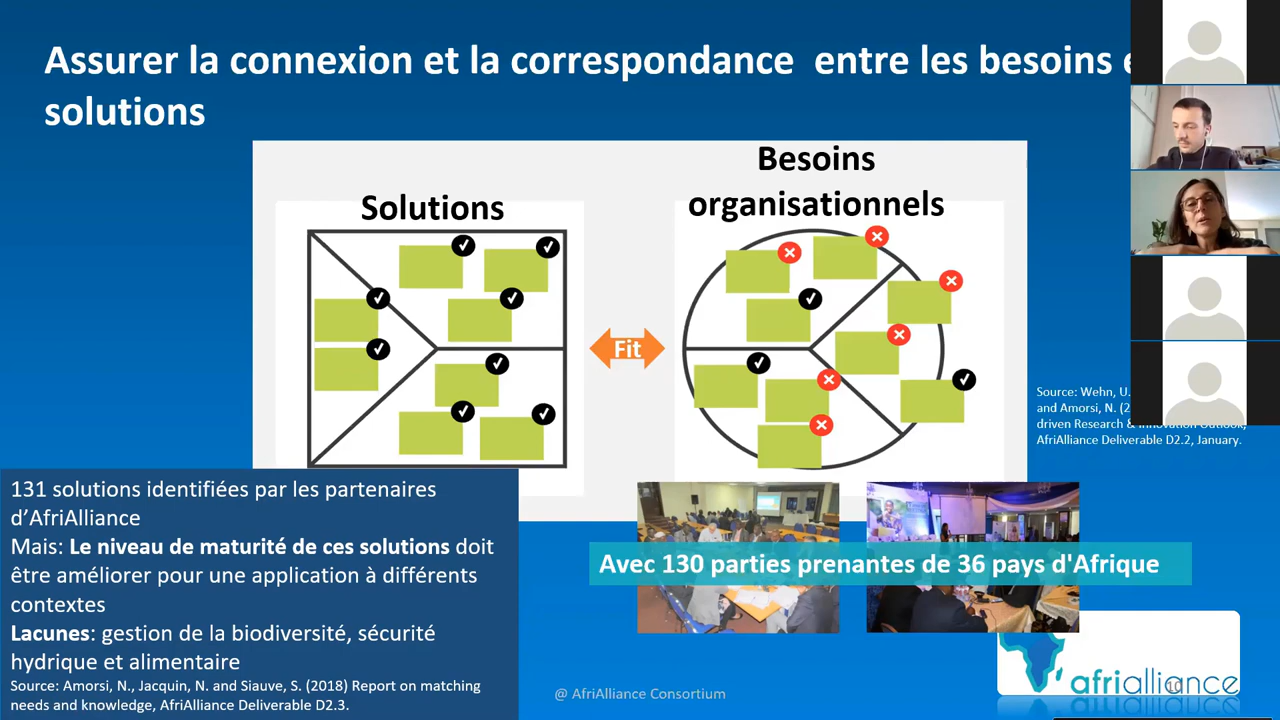 Assurer la connexion et la correspondance entre les besoins
solutions
Besoins
organisationnels
Solutions
Fit
Source: Wehn, U.
and Amorsi, N. (2
driven Research & Innovation Outlook,
AfriAlliance Deliverable D2.2, January.
131 solutions identifiées par les partenaires
d’AfriAlliance
Mais: Le niveau de maturité de ces solutions doit
être améliorer pour une application à différents
contextes
Lacunes: gestion de la biodiversité, sécurité
hydrique et alimentaire
Source: Amorsi, N., Jacquin, N. and Siauve, S. (2018) Report on matching
needs and knowledge, AfriAlliance Deliverable D2.3.
Avec 130 parties prenantes de 36 pays d'Afrique
@ AfriAlliance Consortium
afrialliance